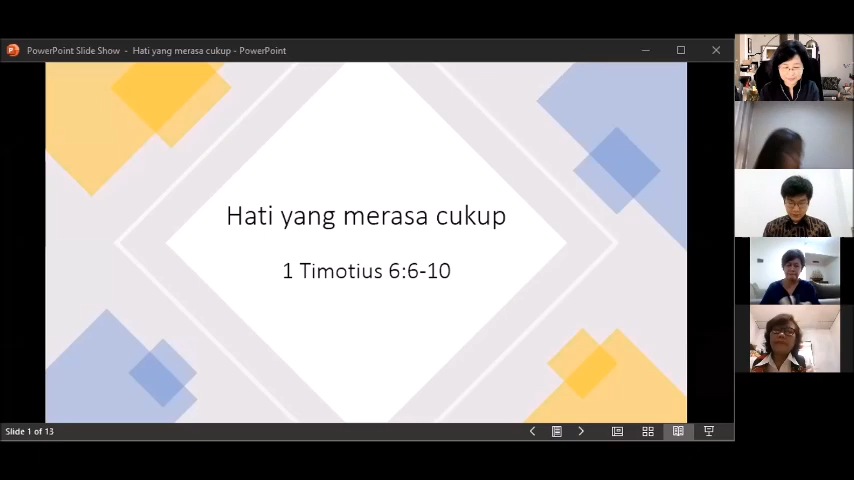 PowerPoint Slide Show - Hati yang merasa cukup - PowerPoint
Hati yang merasa cukup
1 Timotius 6:6-10
Slide 1 of 13